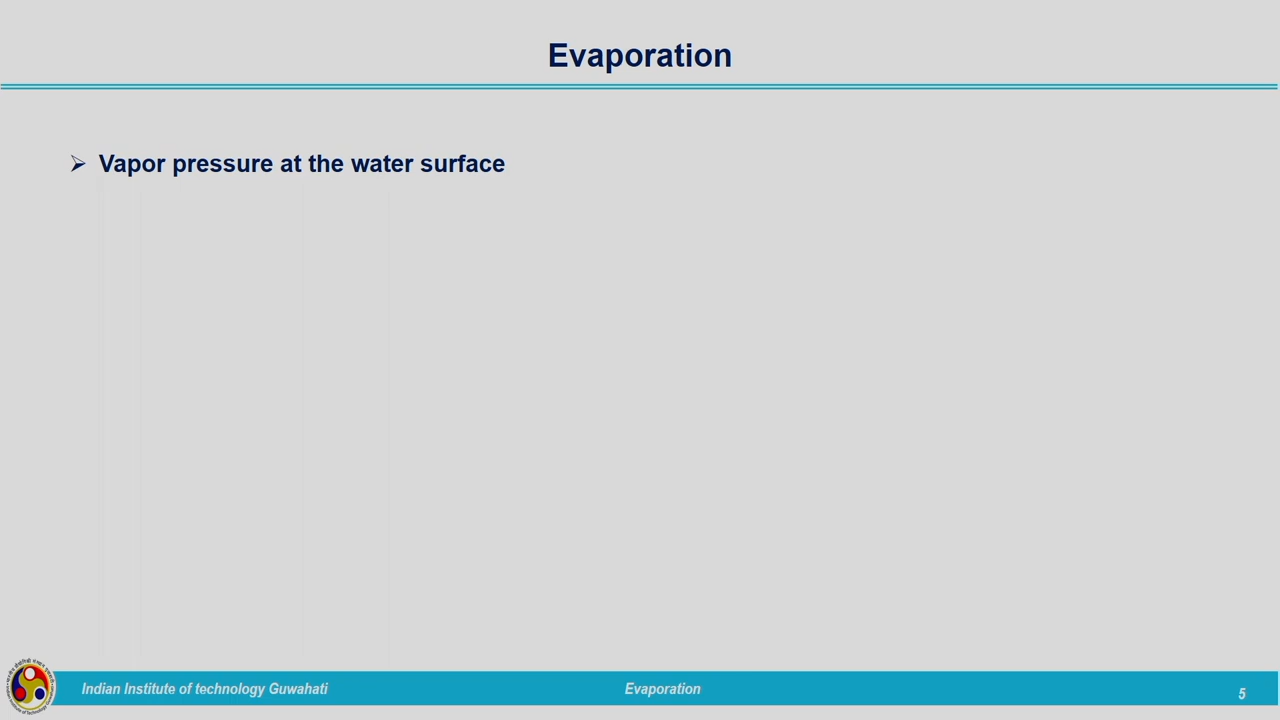 Evaporation
Vapor pressure at the water surface
Indian Institute of technology Guwahati
Evaporation
5